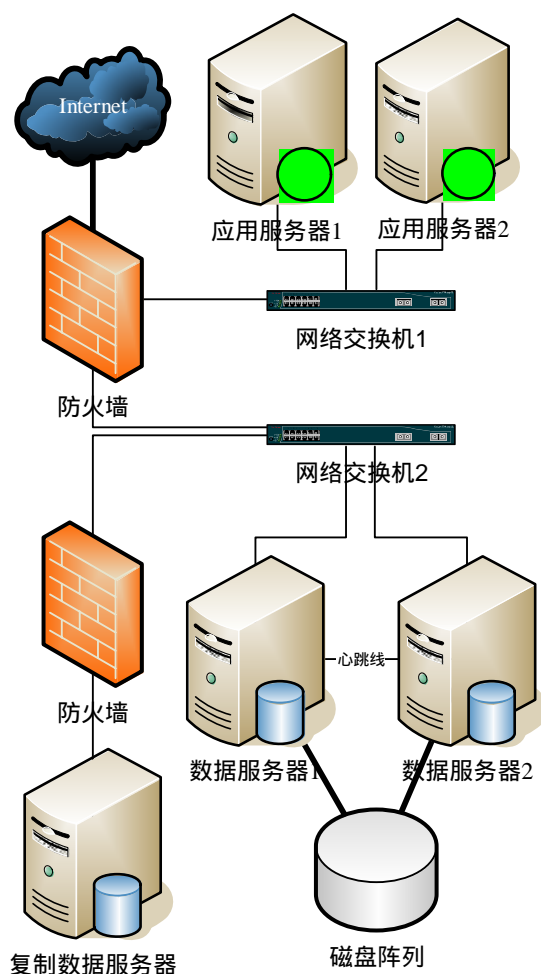 Internet
应用服务器1
应用服务器2
网络交换机1
防火墙
网络交换机2
心跳线
防火墙
数据服务器1
数据服务器2
磁盘阵列
复制数据服务器